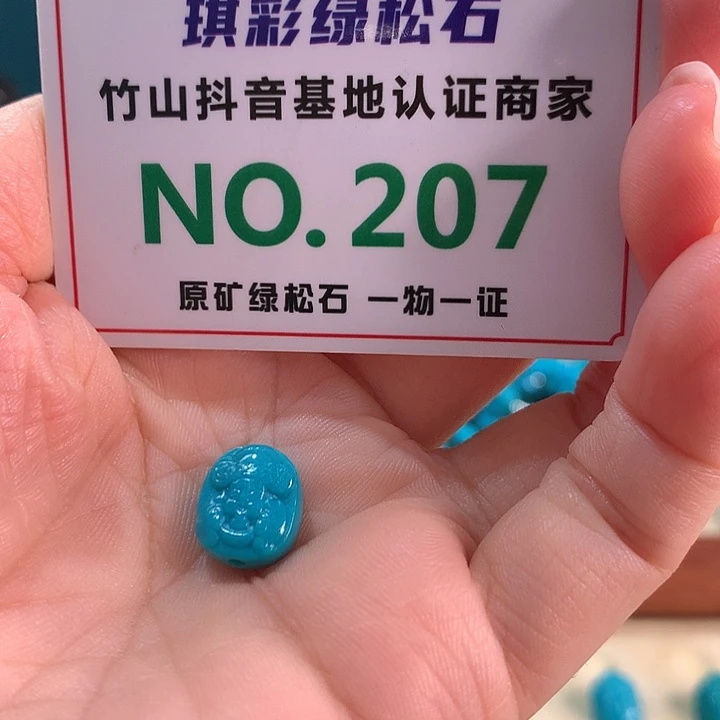 琪彩绿松石
竹山抖音基地认证商家
NO.207
原矿绿松石 一物一证